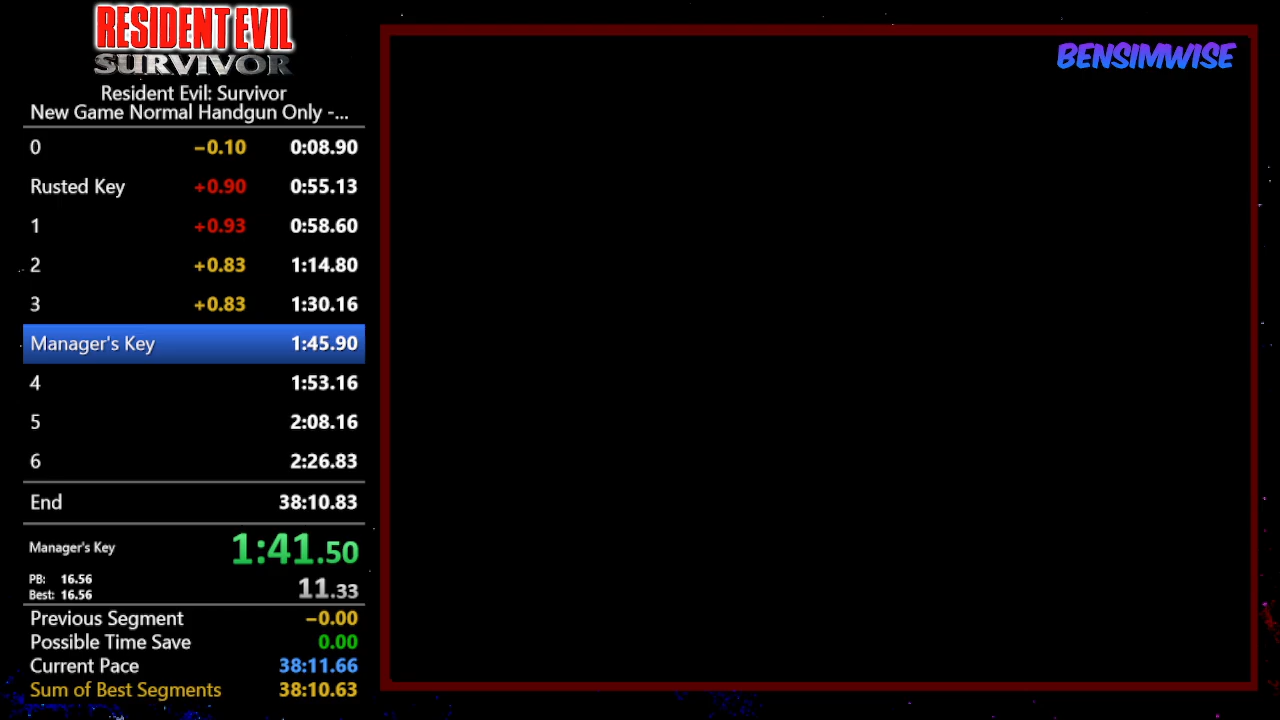 RESIDENT EVIL
SURVIVOR
BENSIMWISE
Resident Evil: Survivor
New Game Normal Handgun Only -...
0 −0.10 0:08.90
Rusted Key +0.90 0:55.13
1 +0.93 0:58.60
2 +0.83 1:14.80
3 +0.83 1:30.16
Manager's Key 1:45.90
4 1:53.16
5 2:08.16
6 2:26.83
End 38:10.83
Manager's Key 1:41.50
PB: 16.56 11.33
Best: 16.56
Previous Segment −0.00
Possible Time Save 0.00
Current Pace 38:11.66
Sum of Best Segments 38:10.63